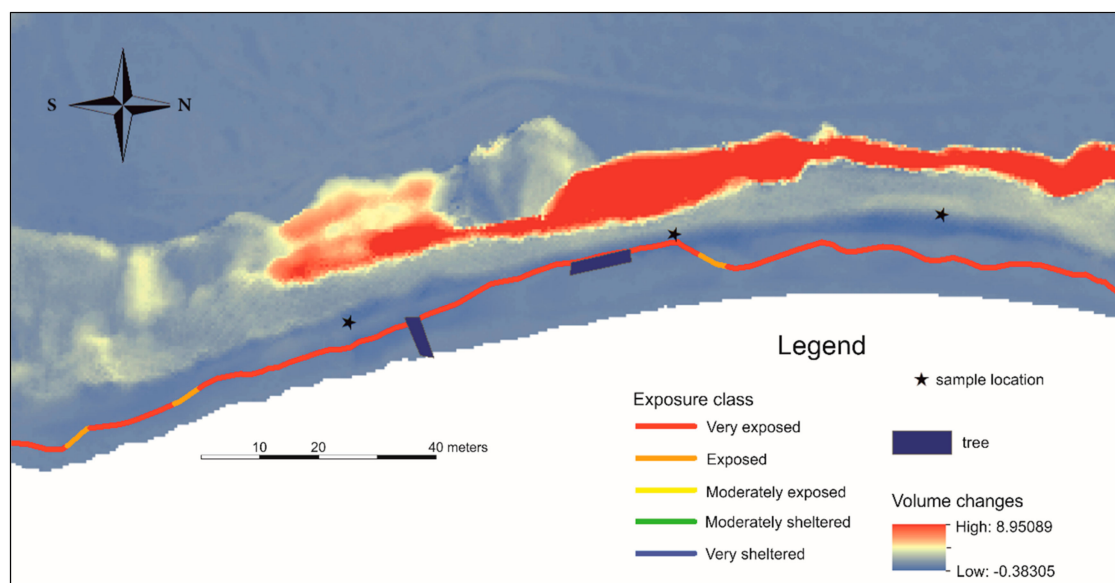 S N
10 20 40 meters
Legend
Exposure class
Very exposed
Exposed
Moderately exposed
Moderately sheltered
Very sheltered
sample location
tree
Volume changes
High: 8.95089
Low: -0.38305